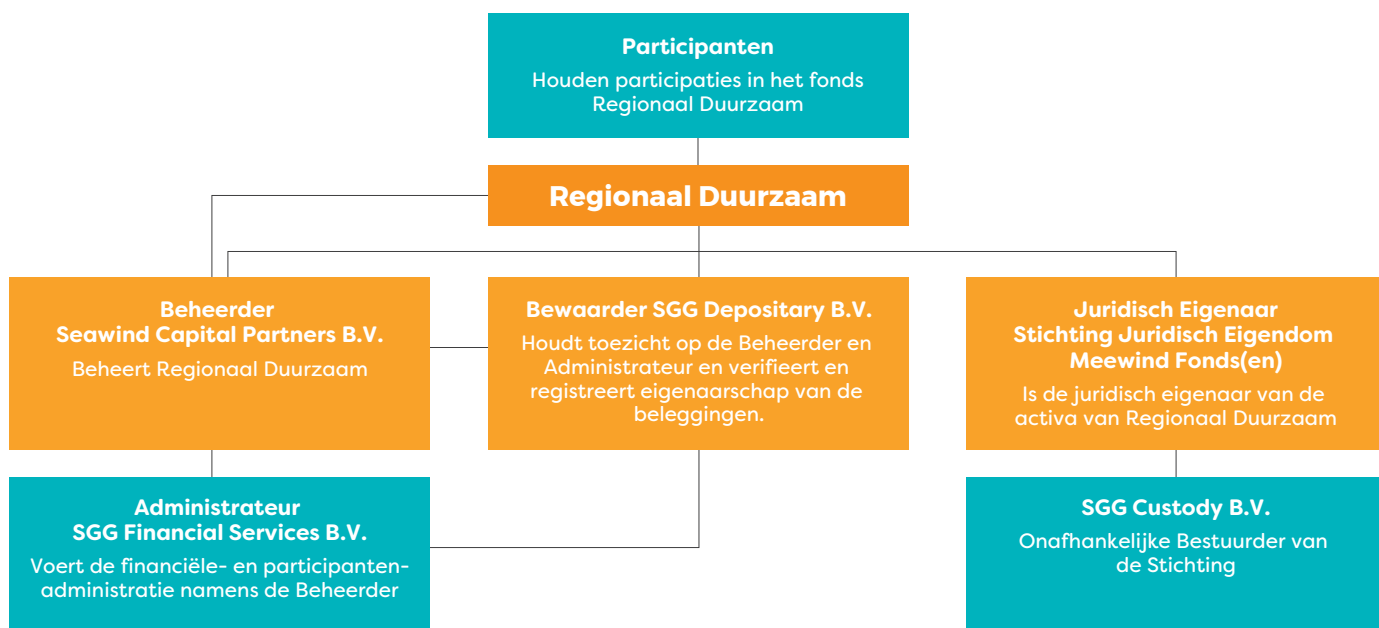 Participanten
Houden participaties in het fonds
Regionaal Duurzaam
Regionaal Duurzaam
Beheerder
Seawind Capital Partners B.V.
Beheert Regionaal Duurzaam
Bewaarder SGG Depositary B.V.
Houdt toezicht op de Beheerder en
Administrateur en verifieert en
registreert eigenaarschap van de
beleggingen.
Juridisch Eigenaar
Stichting Juridisch Eigendom
Meewind Fonds(en)
Is de juridisch eigenaar van de
activa van Regionaal Duurzaam
Administrateur
SGG Financial Services B.V.
Voert de financiële- en participanten-
administratie namens de Beheerder
SGG Custody B.V.
Onafhankelijke Bestuurder van
de Stichting